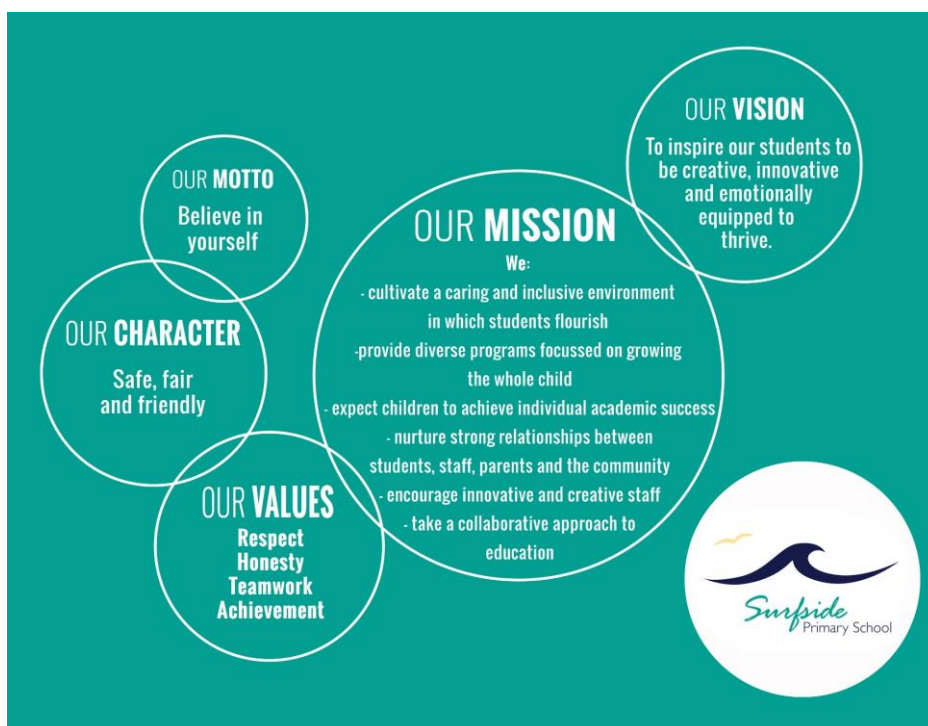 OUR MOTTO
Believe in
yourself
OUR CHARACTER
Safe, fair
and friendly
OUR VALUES
Respect
Honesty
Teamwork
Achievement
OUR MISSION
We:
- cultivate a caring and inclusive environment
in which students flourish
-provide diverse programs focussed on growing
the whole child
- expect children to achieve individual academic success
- nurture strong relationships between
students, staff, parents and the community
- encourage innovative and creative staff
- take a collaborative approach to
education
OUR VISION
To inspire our students to
be creative, innovative
and emotionally
equipped to
thrive.
Surfside
Primary School